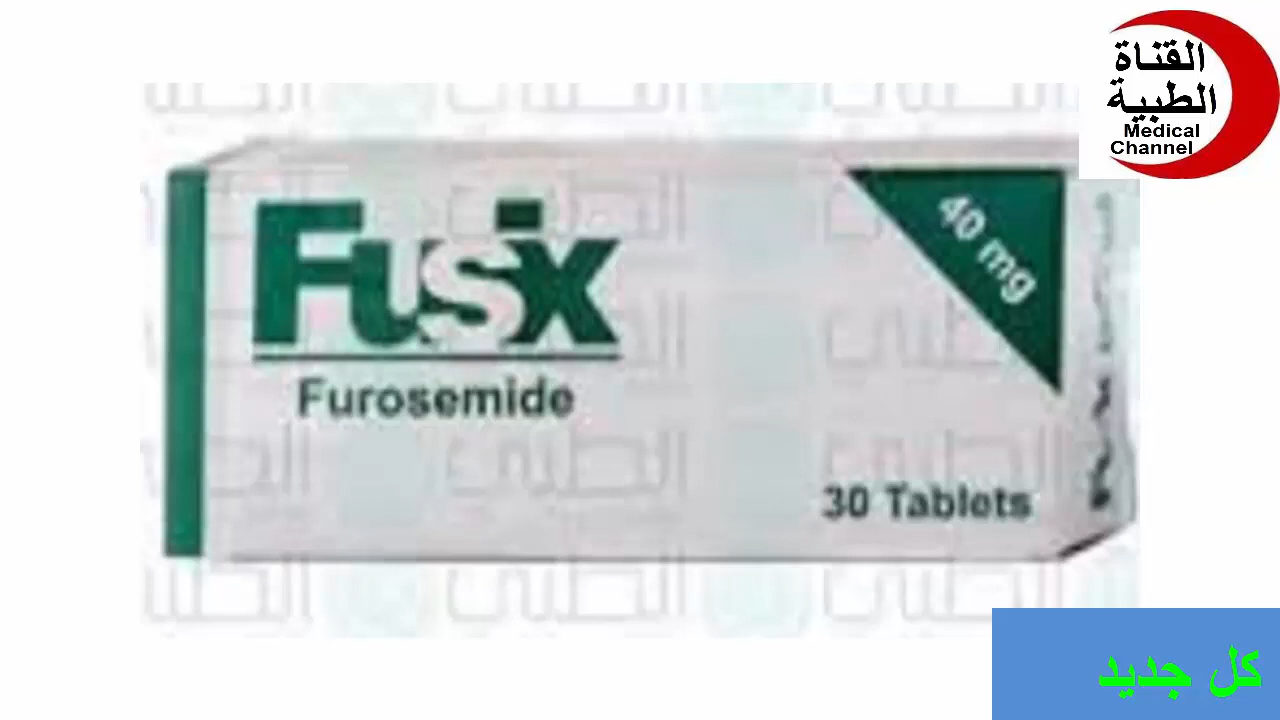 القناة
الطبية
Medical
Channel
Fusix
Furosemide
40 mg
30 Tablets
كل جديد